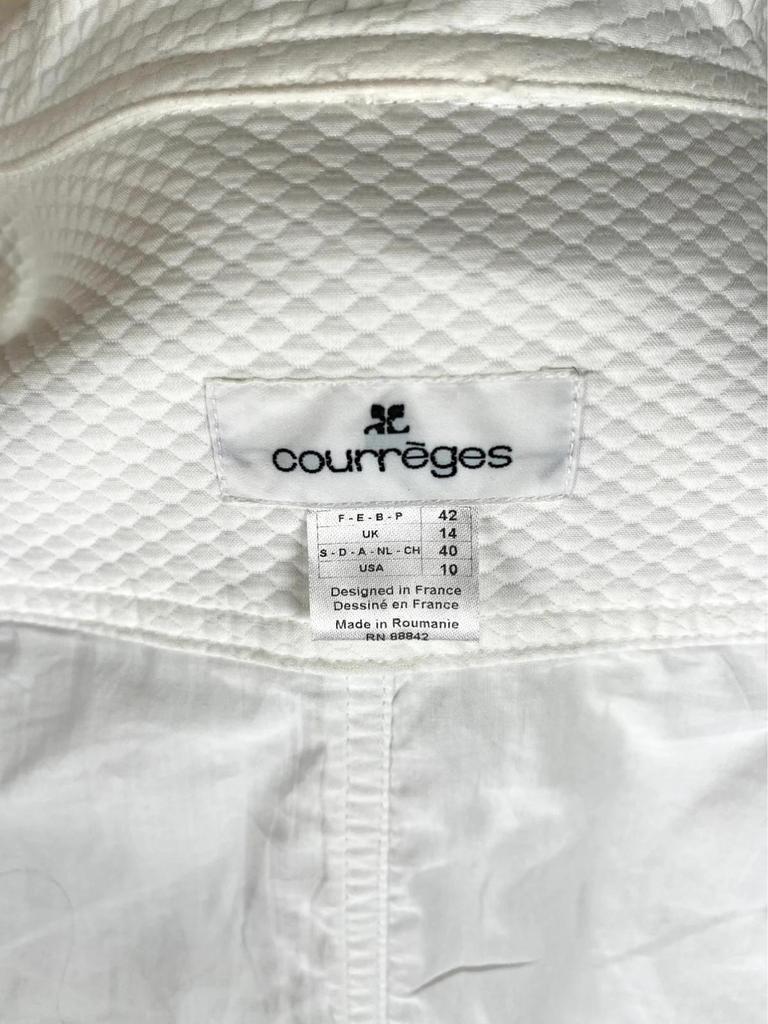 courrèges
F - E - B - P 42
UK 14
S - D - A - NL - CH 40
USA 10
Designed in France
Dessiné en France
Made in Roumanie
RN 88842